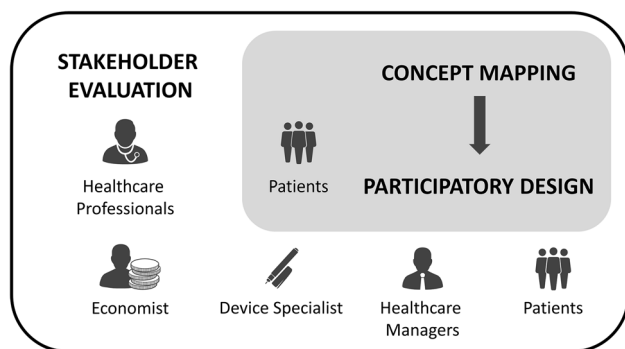 STAKEHOLDER
EVALUATION
CONCEPT MAPPING
Healthcare
Professionals
Patients
PARTICIPATORY DESIGN
Economist
Device Specialist
Healthcare
Managers
Patients